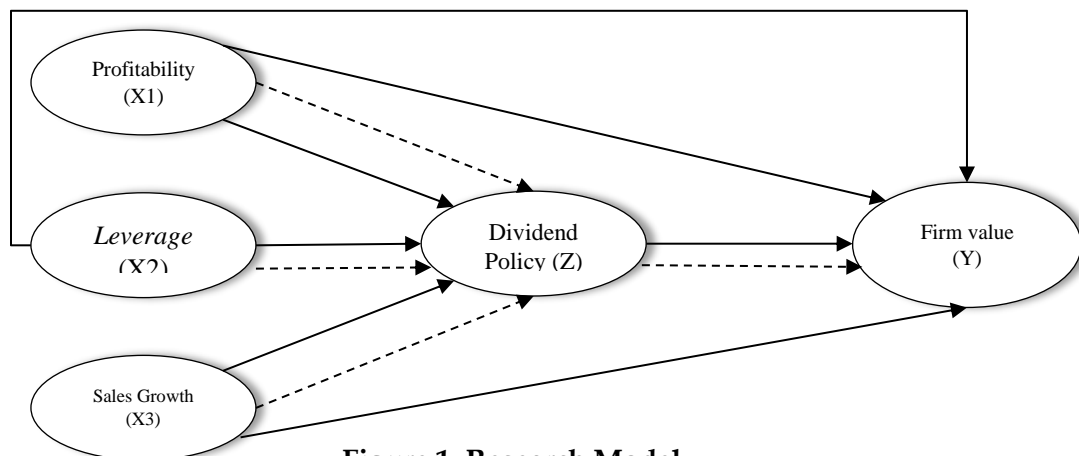 Profitability
(X1)
Leverage
(X2)
Dividend
Policy (Z)
Firm value
(Y)
Sales Growth
(X3)
Figure 1. Research Model